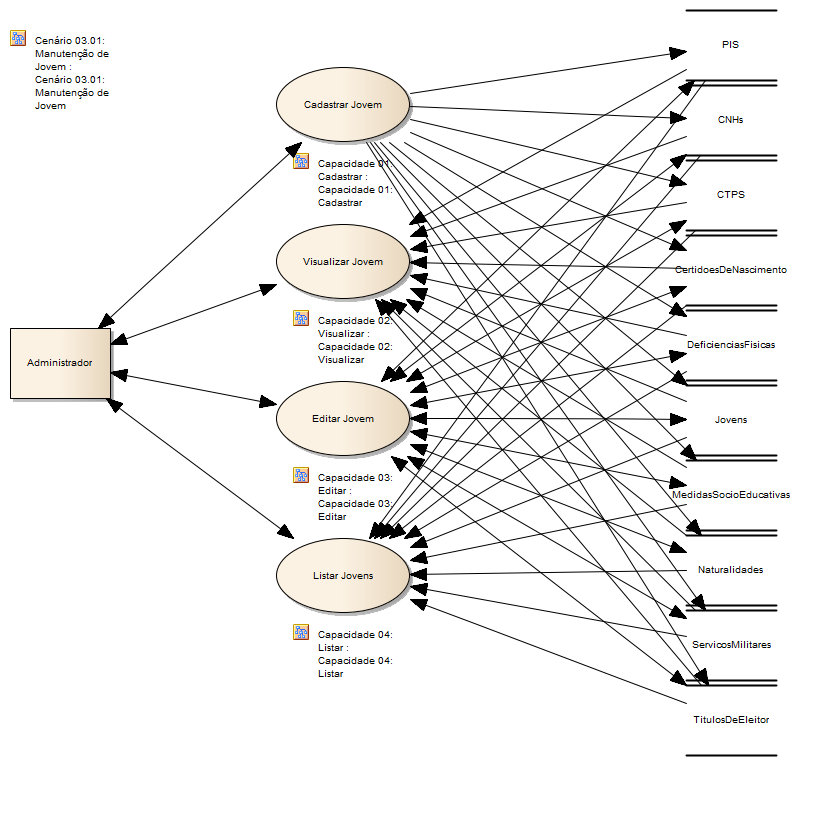 Cenário 03.01:
Manutenção de
Jovem :
Cenário 03.01:
Manutenção de
Jovem
Administrador
Cadastrar Jovem
Capacidade 01:
Cadastrar :
Capacidade 01:
Cadastrar
Visualizar Jovem
Capacidade 02:
Visualizar :
Capacidade 02:
Visualizar
Editar Jovem
Capacidade 03:
Editar :
Capacidade 03:
Editar
Listar Jovens
Capacidade 04:
Listar :
Capacidade 04:
Listar
PIS
CNHs
CTPS
CertidoesDeNascimento
DeficienciasFisicas
Jovens
MedidasSocioEducativas
Naturalidades
ServicosMilitares
TitulosDeEleitor